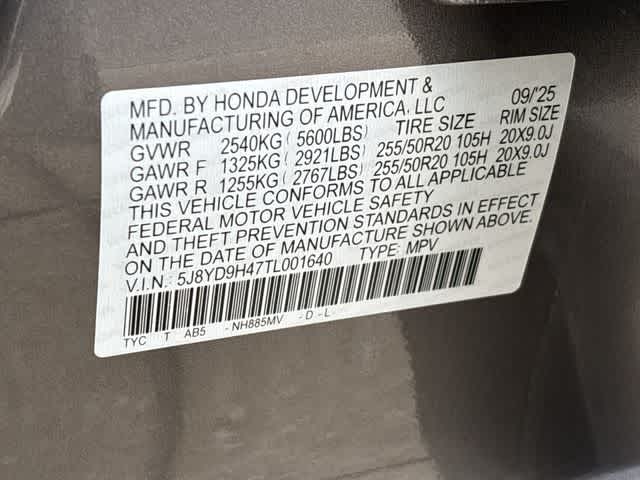 MFD. BY HONDA DEVELOPMENT & 09/'25
MANUFACTURING OF AMERICA, LLC TIRE SIZE RIM SIZE
GVWR 2540KG (5600LBS)
GAWR F 1325KG (2921LBS) 255/50R20 105H 20X9.0J
GAWR R 1255KG (2767LBS) 255/50R20 105H 20X9.0J
THIS VEHICLE CONFORMS TO ALL APPLICABLE
FEDERAL MOTOR VEHICLE SAFETY
AND THEFT PREVENTION STANDARDS IN EFFECT
ON THE DATE OF MANUFACTURE SHOWN ABOVE.
V.I.N.: 5J8YD9H47TL001640 TYPE: MPV
TYC T AB5 - NH885MV - D - L -